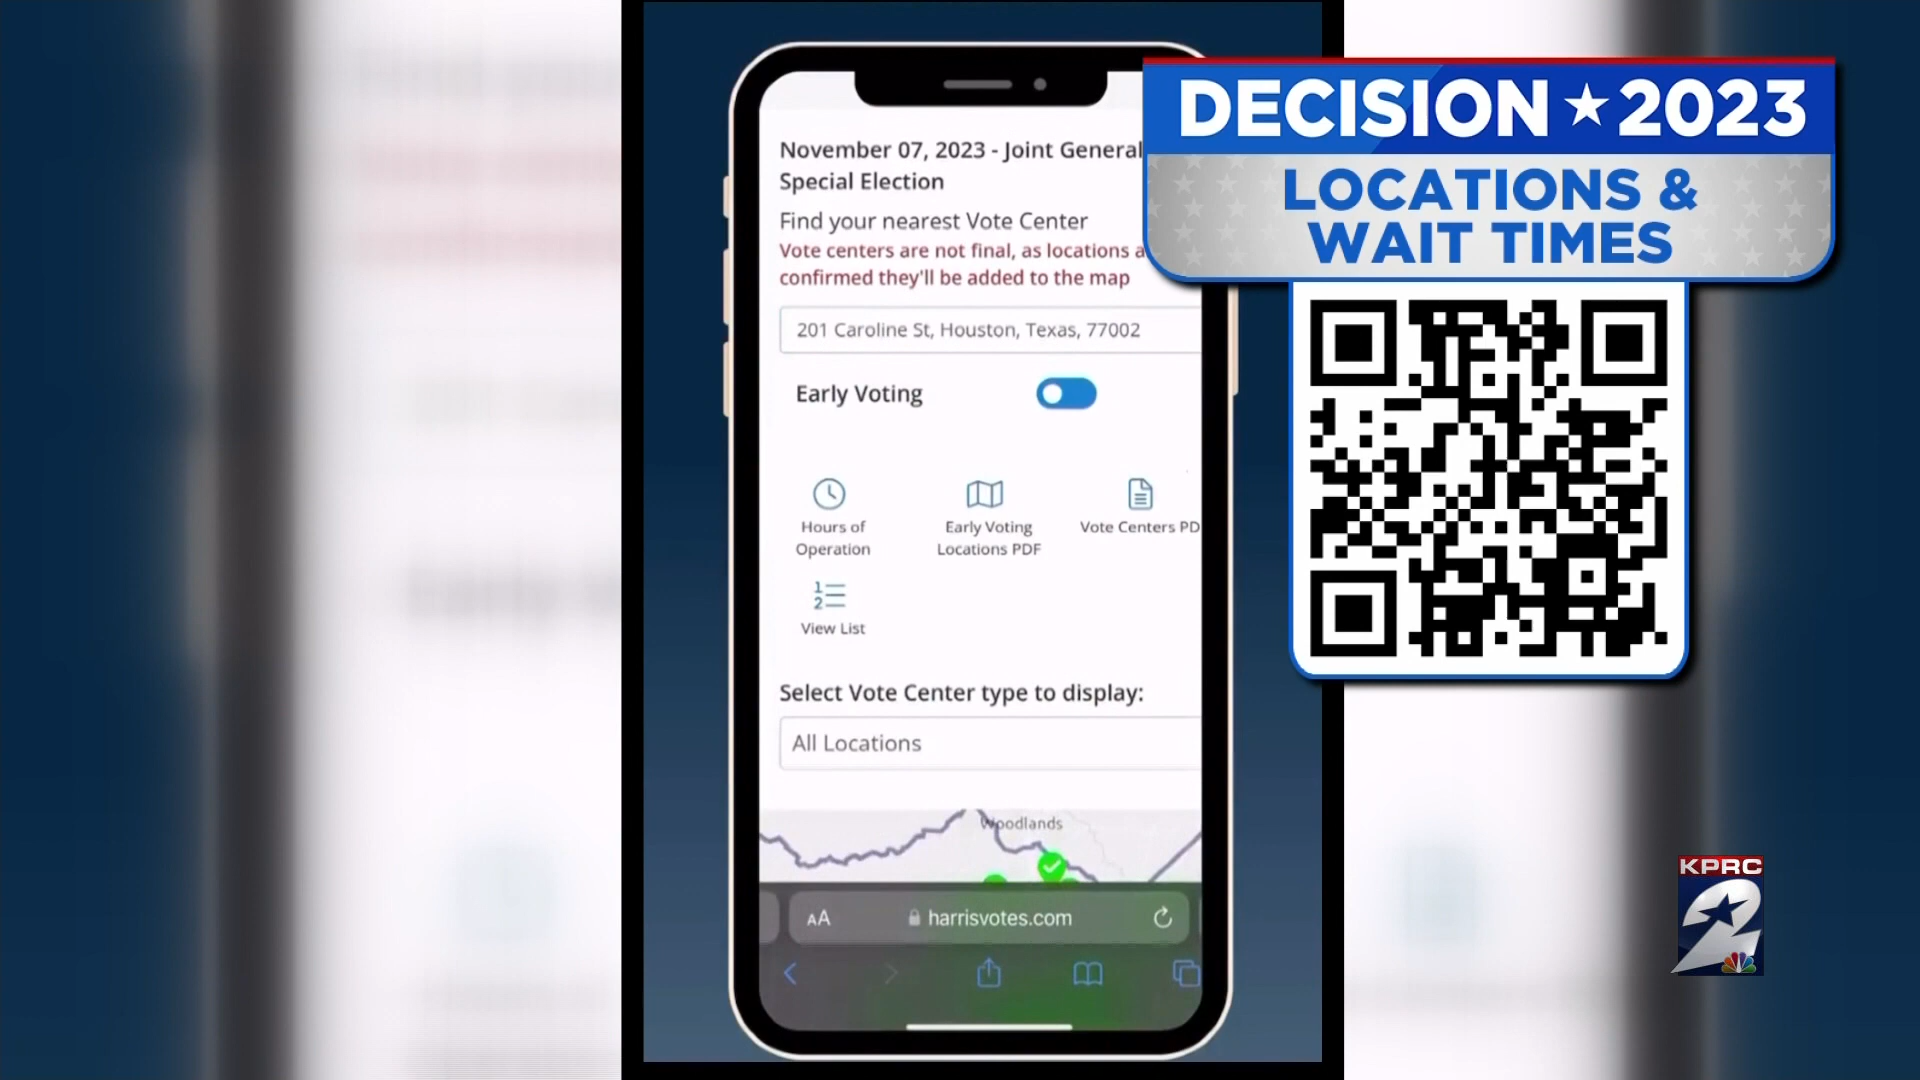 DECISION ★ 2023
LOCATIONS &
WAIT TIMES
November 07, 2023 - Joint General
Special Election
Find your nearest Vote Center
Vote centers are not final, as locations a
confirmed they'll be added to the map
201 Caroline St, Houston, Texas, 77002
Early Voting
Hours of
Operation
Early Voting
Locations PDF
Vote Centers PD
1
2
View List
Select Vote Center type to display:
All Locations
Woodlands
AA
harrisvotes.com
KPRC
2